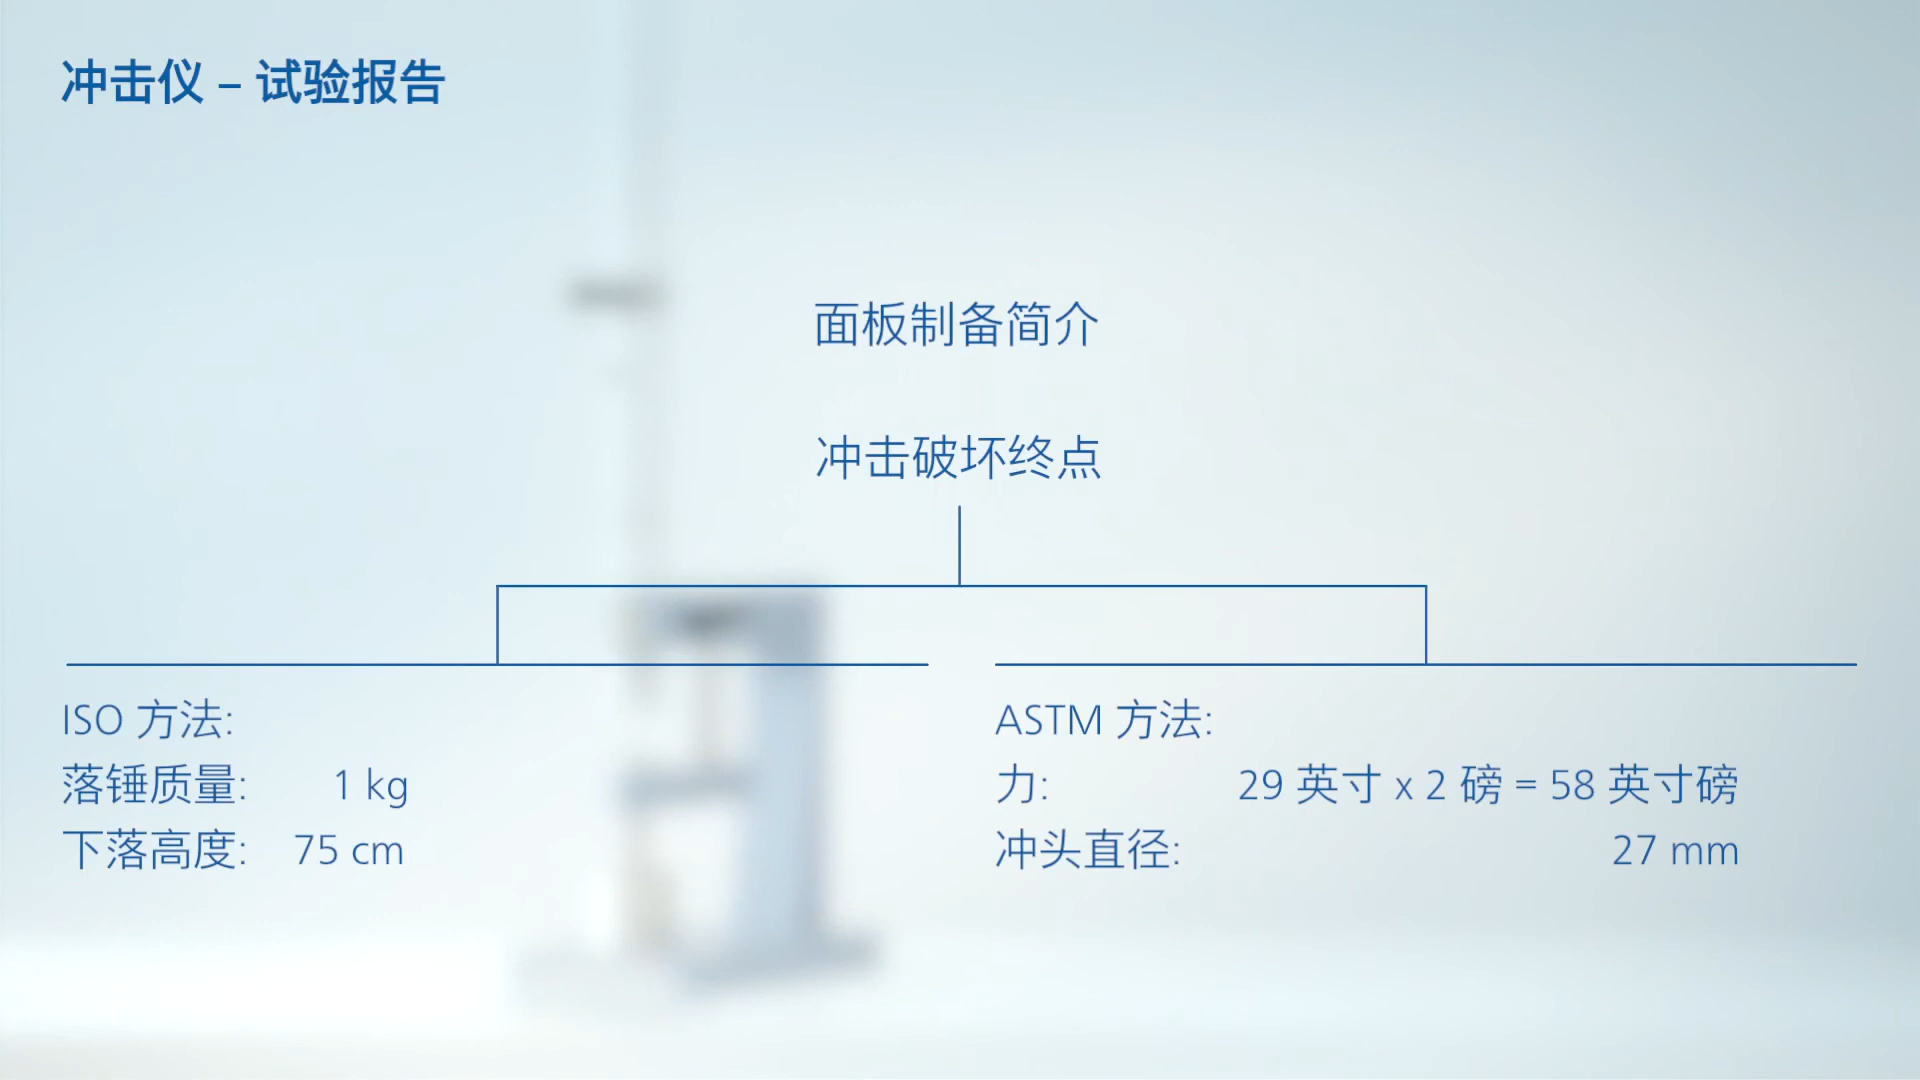 冲击仪 – 试验报告
面板制备简介
冲击破坏终点
ISO 方法:
落锤质量: 1 kg
下落高度: 75 cm
ASTM 方法:
力: 29 英寸 x 2 磅 = 58 英寸磅
冲头直径: 27 mm